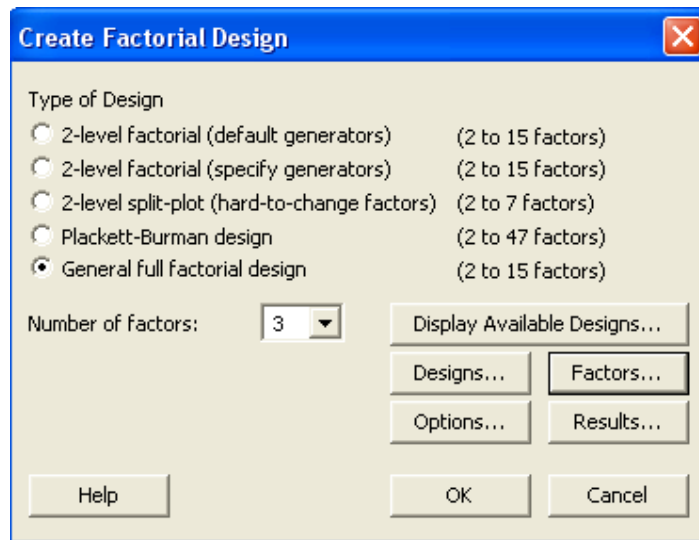 Create Factorial Design
Type of Design
2-level factorial (default generators) (2 to 15 factors)
2-level factorial (specify generators) (2 to 15 factors)
2-level split-plot (hard-to-change factors) (2 to 7 factors)
Plackett-Burman design (2 to 47 factors)
General full factorial design (2 to 15 factors)
Number of factors: 3 Display Available Designs...
Designs... Factors...
Options... Results...
Help OK Cancel